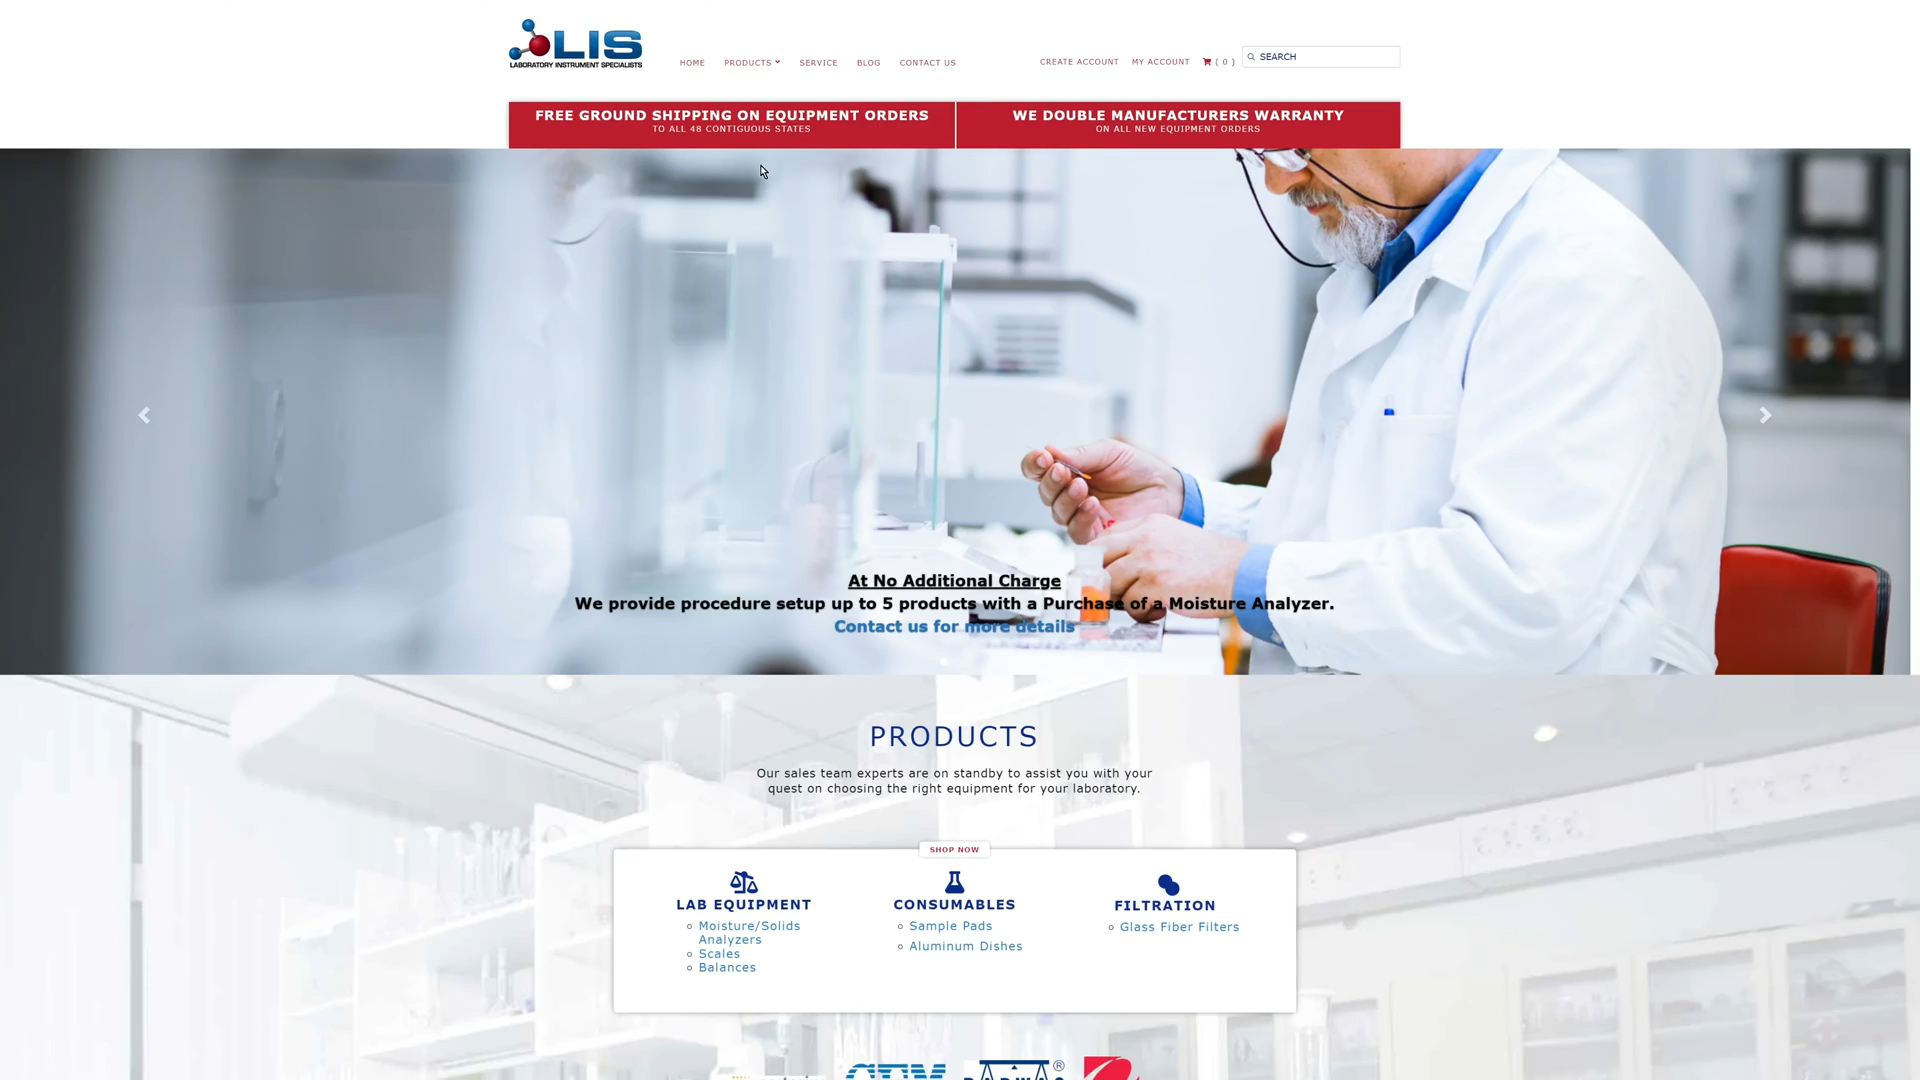 LIS
LABORATORY INSTRUMENT SPECIALISTS
HOME PRODUCTS SERVICE BLOG CONTACT US
CREATE ACCOUNT MY ACCOUNT ( 0 ) SEARCH
FREE GROUND SHIPPING ON EQUIPMENT ORDERS
TO ALL 48 CONTIGUOUS STATES
WE DOUBLE MANUFACTURERS WARRANTY
ON ALL NEW EQUIPMENT ORDERS
At No Additional Charge
We provide procedure setup up to 5 products with a Purchase of a Moisture Analyzer.
Contact us for more details
PRODUCTS
Our sales team experts are on standby to assist you with your
quest on choosing the right equipment for your laboratory.
SHOP NOW
LAB EQUIPMENT
Moisture/Solids
Analyzers
Scales
Balances
CONSUMABLES
Sample Pads
Aluminum Dishes
FILTRATION
Glass Fiber Filters